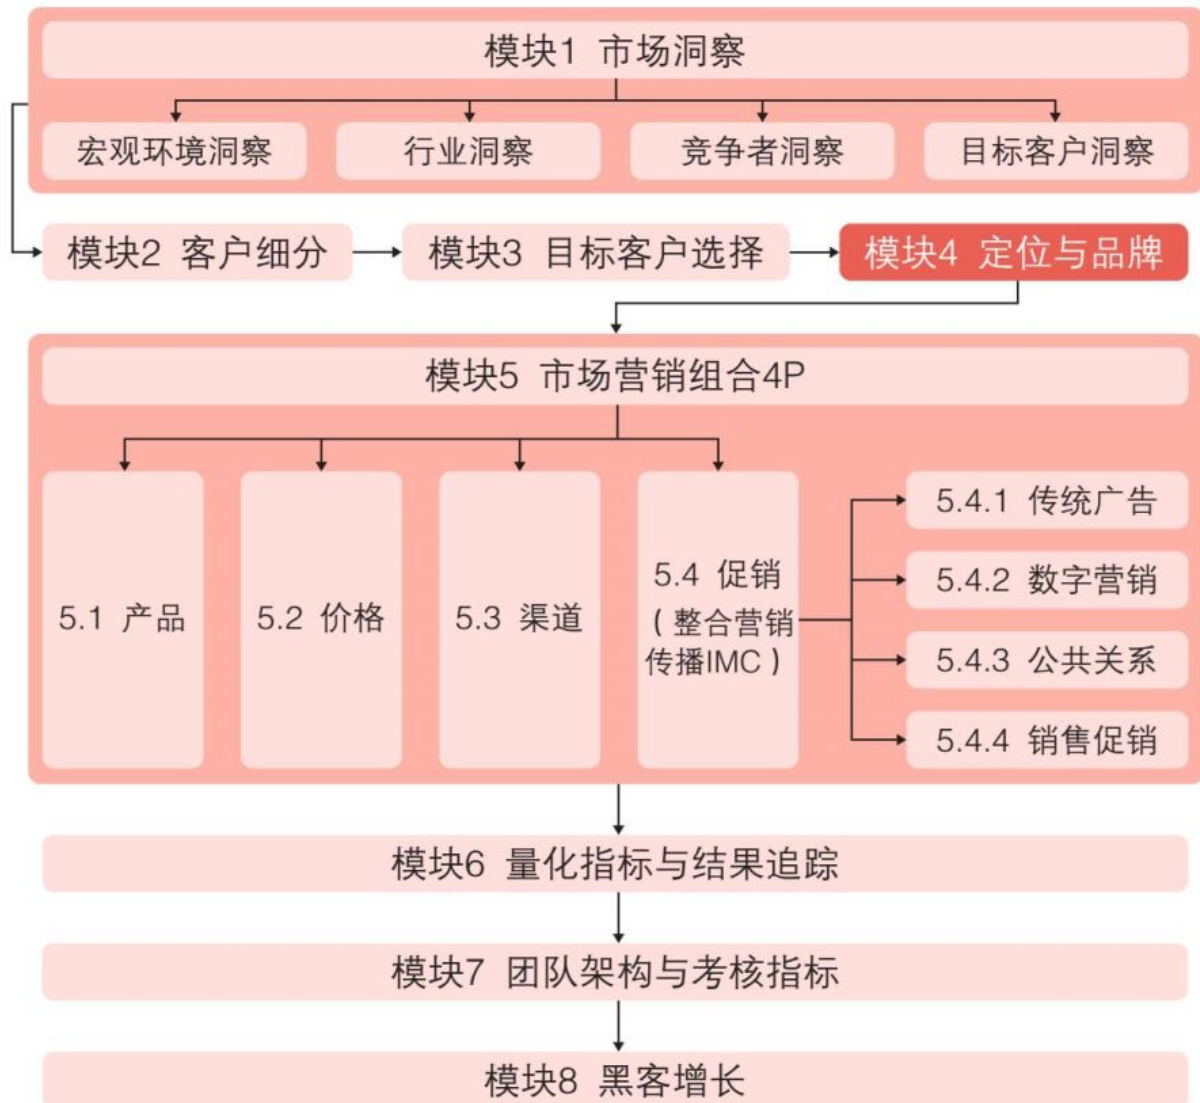 模块1 市场洞察
宏观环境洞察
行业洞察
竞争者洞察
目标客户洞察
模块2 客户细分
模块3 目标客户选择
模块4 定位与品牌
模块5 市场营销组合4P
5.1 产品
5.2 价格
5.3 渠道
5.4 促销
(整合营销
传播IMC)
5.4.1 传统广告
5.4.2 数字营销
5.4.3 公共关系
5.4.4 销售促销
模块6 量化指标与结果追踪
模块7 团队架构与考核指标
模块8 黑客增长